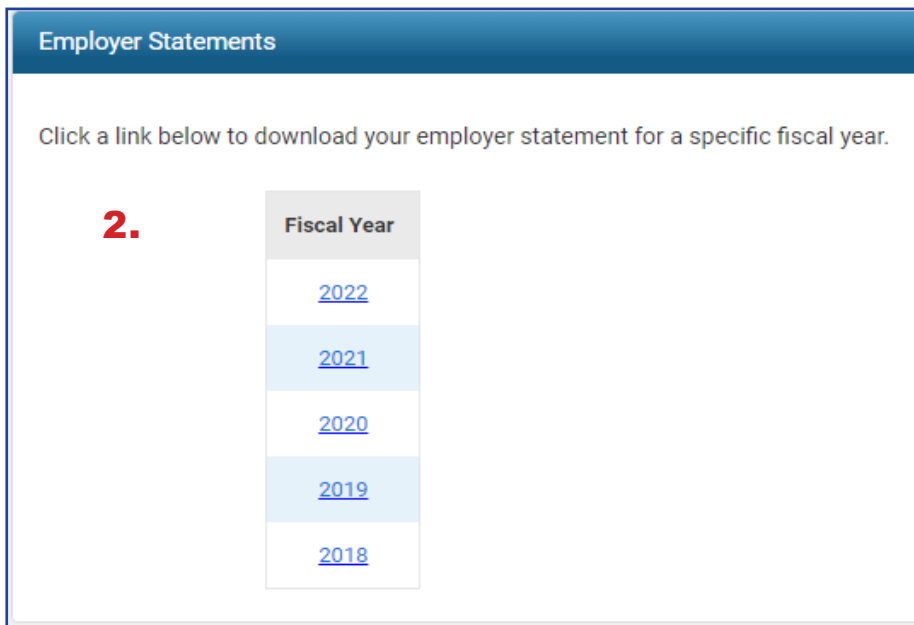 Employer Statements
Click a link below to download your employer statement for a specific fiscal year.
2.
Fiscal Year
2022
2021
2020
2019
2018